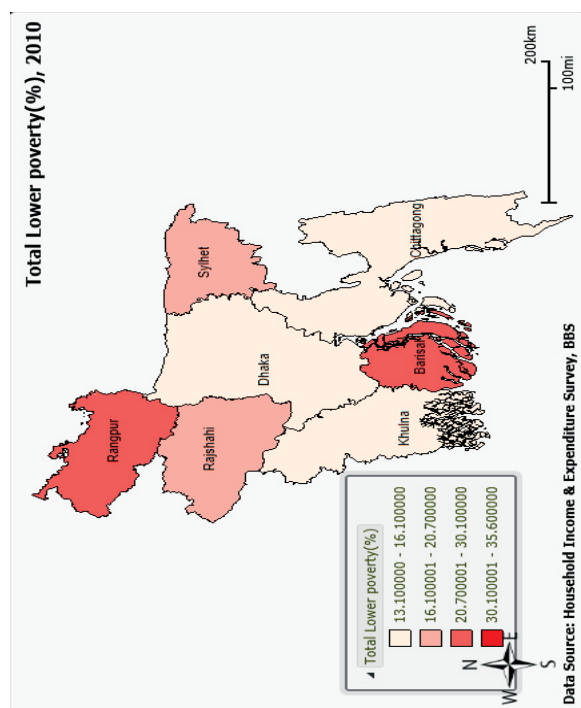 Total Lower poverty(%), 2010
Rangpur
Rajshahi
Sylhet
Dhaka
Khulna
Barisal
Chittagong
200km
100mi
Total Lower poverty(%)
13.100000 - 16.100000
16.100001 - 20.700000
20.700001 - 30.100000
30.100001 - 35.600000
N
W E
S
Data Source: Household Income & Expenditure Survey, BBS